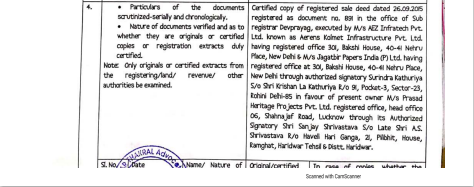 4.
• Particulars of the documents
scrutinized-serially and chronologically.
• Nature of documents verified and as to
whether they are originals or certified
copies or registration extracts duly
certified.
Note: Only originals or certified extracts from
the registering/land/ revenue/ other
authorities be examined.
Certified copy of registered sale deed dated 26.09.2015
registered as document no. 891 in the office of Sub
registrar Devprayag, executed by M/s AEZ Infratech Pvt.
Ltd. known as Aerens Kolmet Infrastructure Pvt. Ltd.
having registered office 301, Bakshi House, 40-41 Nehru
Place, New Delhi & M/s Jagatbir Papers India (P) Ltd. having
registered office at 301, Bakshi House, 40-41 Nehru Place,
New Delhi through authorized signatory Surindra Kathuriya
S/o Shri Krishan La Kathuriya R/o 91, Pocket-3, Sector-23,
Rohini Delhi-85 in favour of present owner M/s Prasad
Heritage Projects Pvt. Ltd. registered office, head office
06, Shahnajaf Road, Lucknow through its Authorized
Signatory Shri Sanjay Shrivastava S/o Late Shri A.S.
Shrivastava R/o Haveli Hari Ganga, 21, Pilibhit, House,
Ramghat, Haridwar Tehsil & Distt. Haridwar.
Sl. No. Date Name/ Nature of Original/certified In case of copies, whether the
Scanned with CamScanner